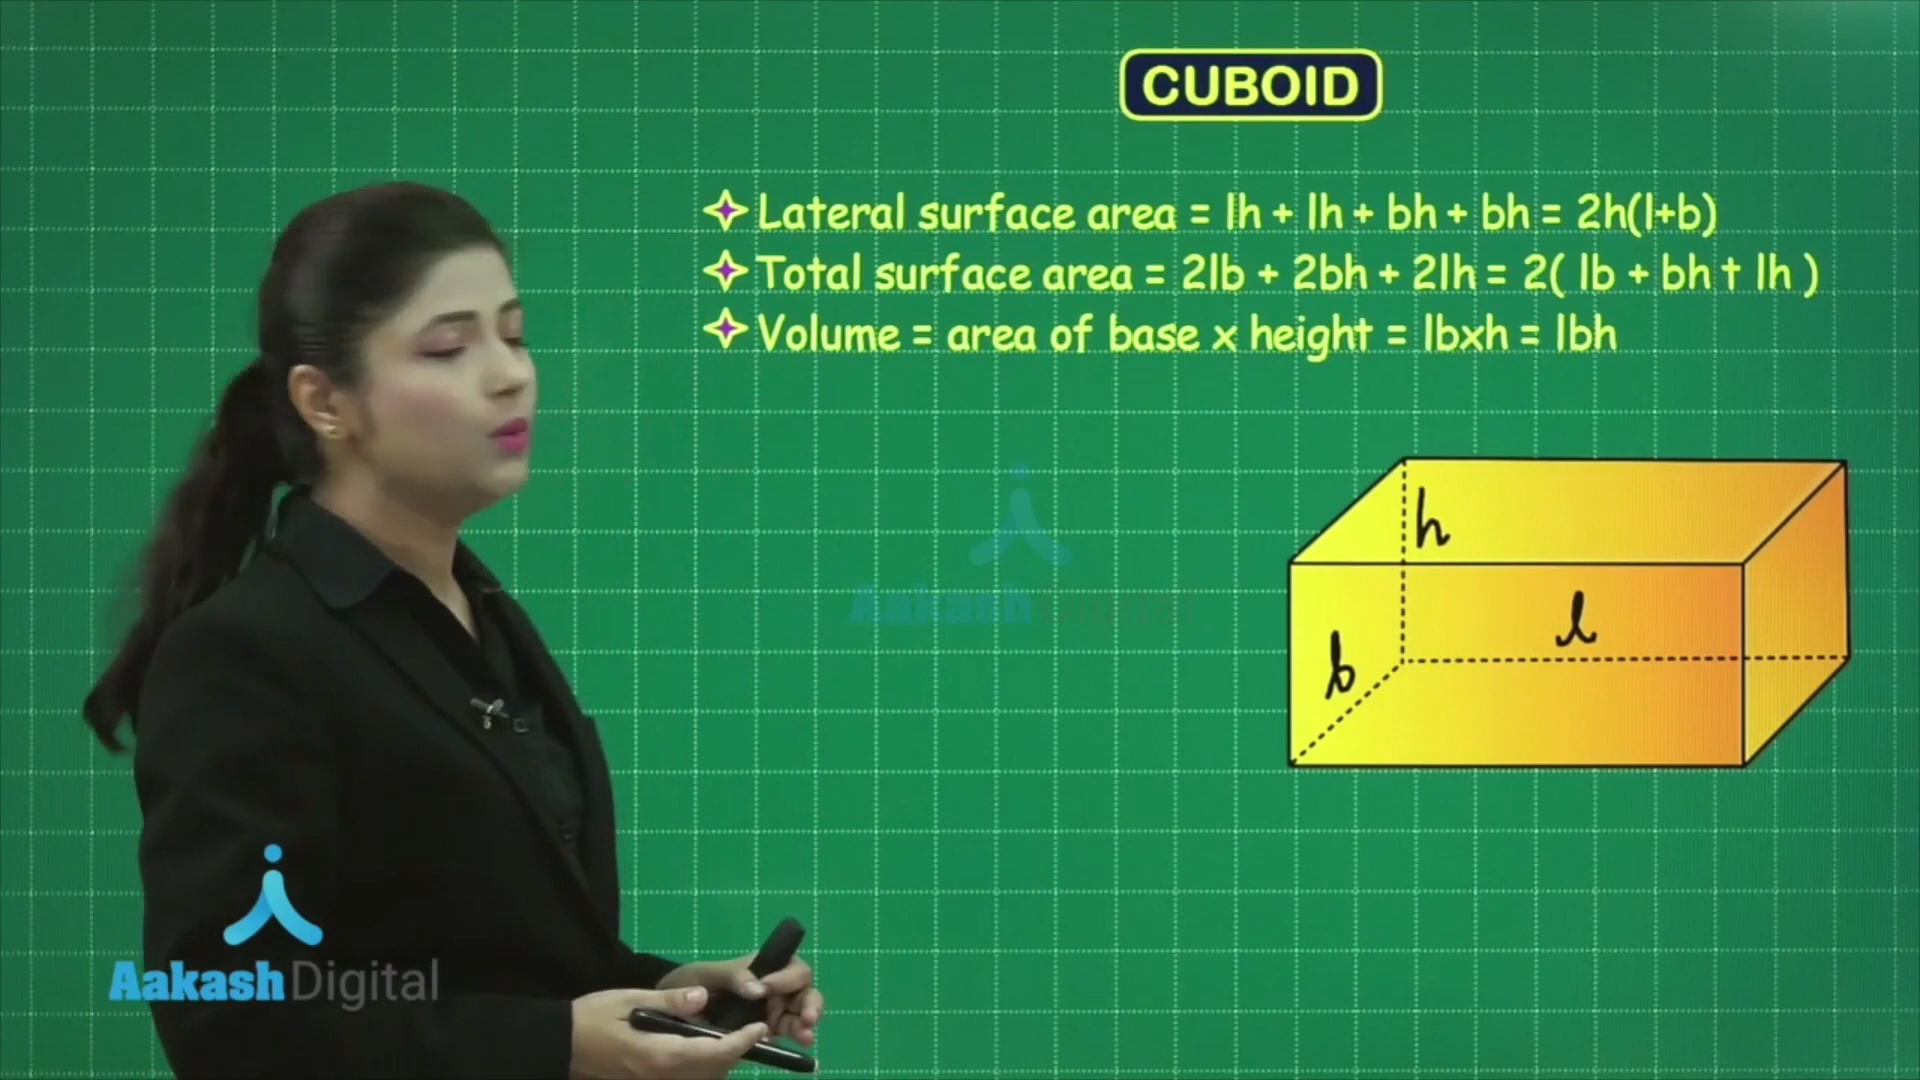 CUBOID
Lateral surface area = lh + lh + bh + bh = 2h(l+b)
Total surface area = 2lb + 2bh + 2lh = 2( lb + bh + lh )
Volume = area of base x height = lbxh = lbh
h
l
b
Aakash Digital
AakashDigital